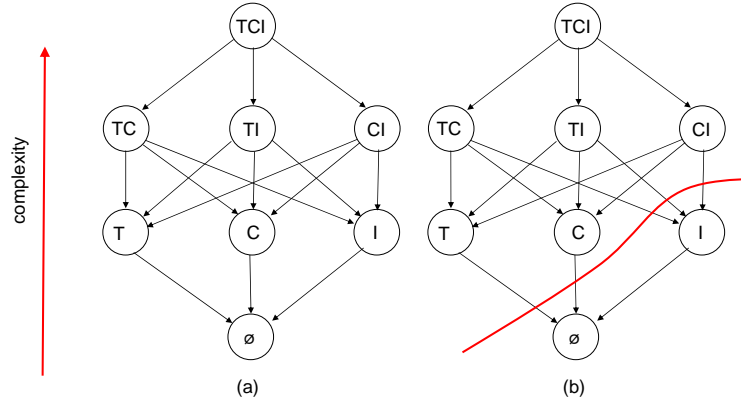 TCI TCI
TC TI CI TC TI CI
complexity
T C I T C I
ø ø
(a) (b)